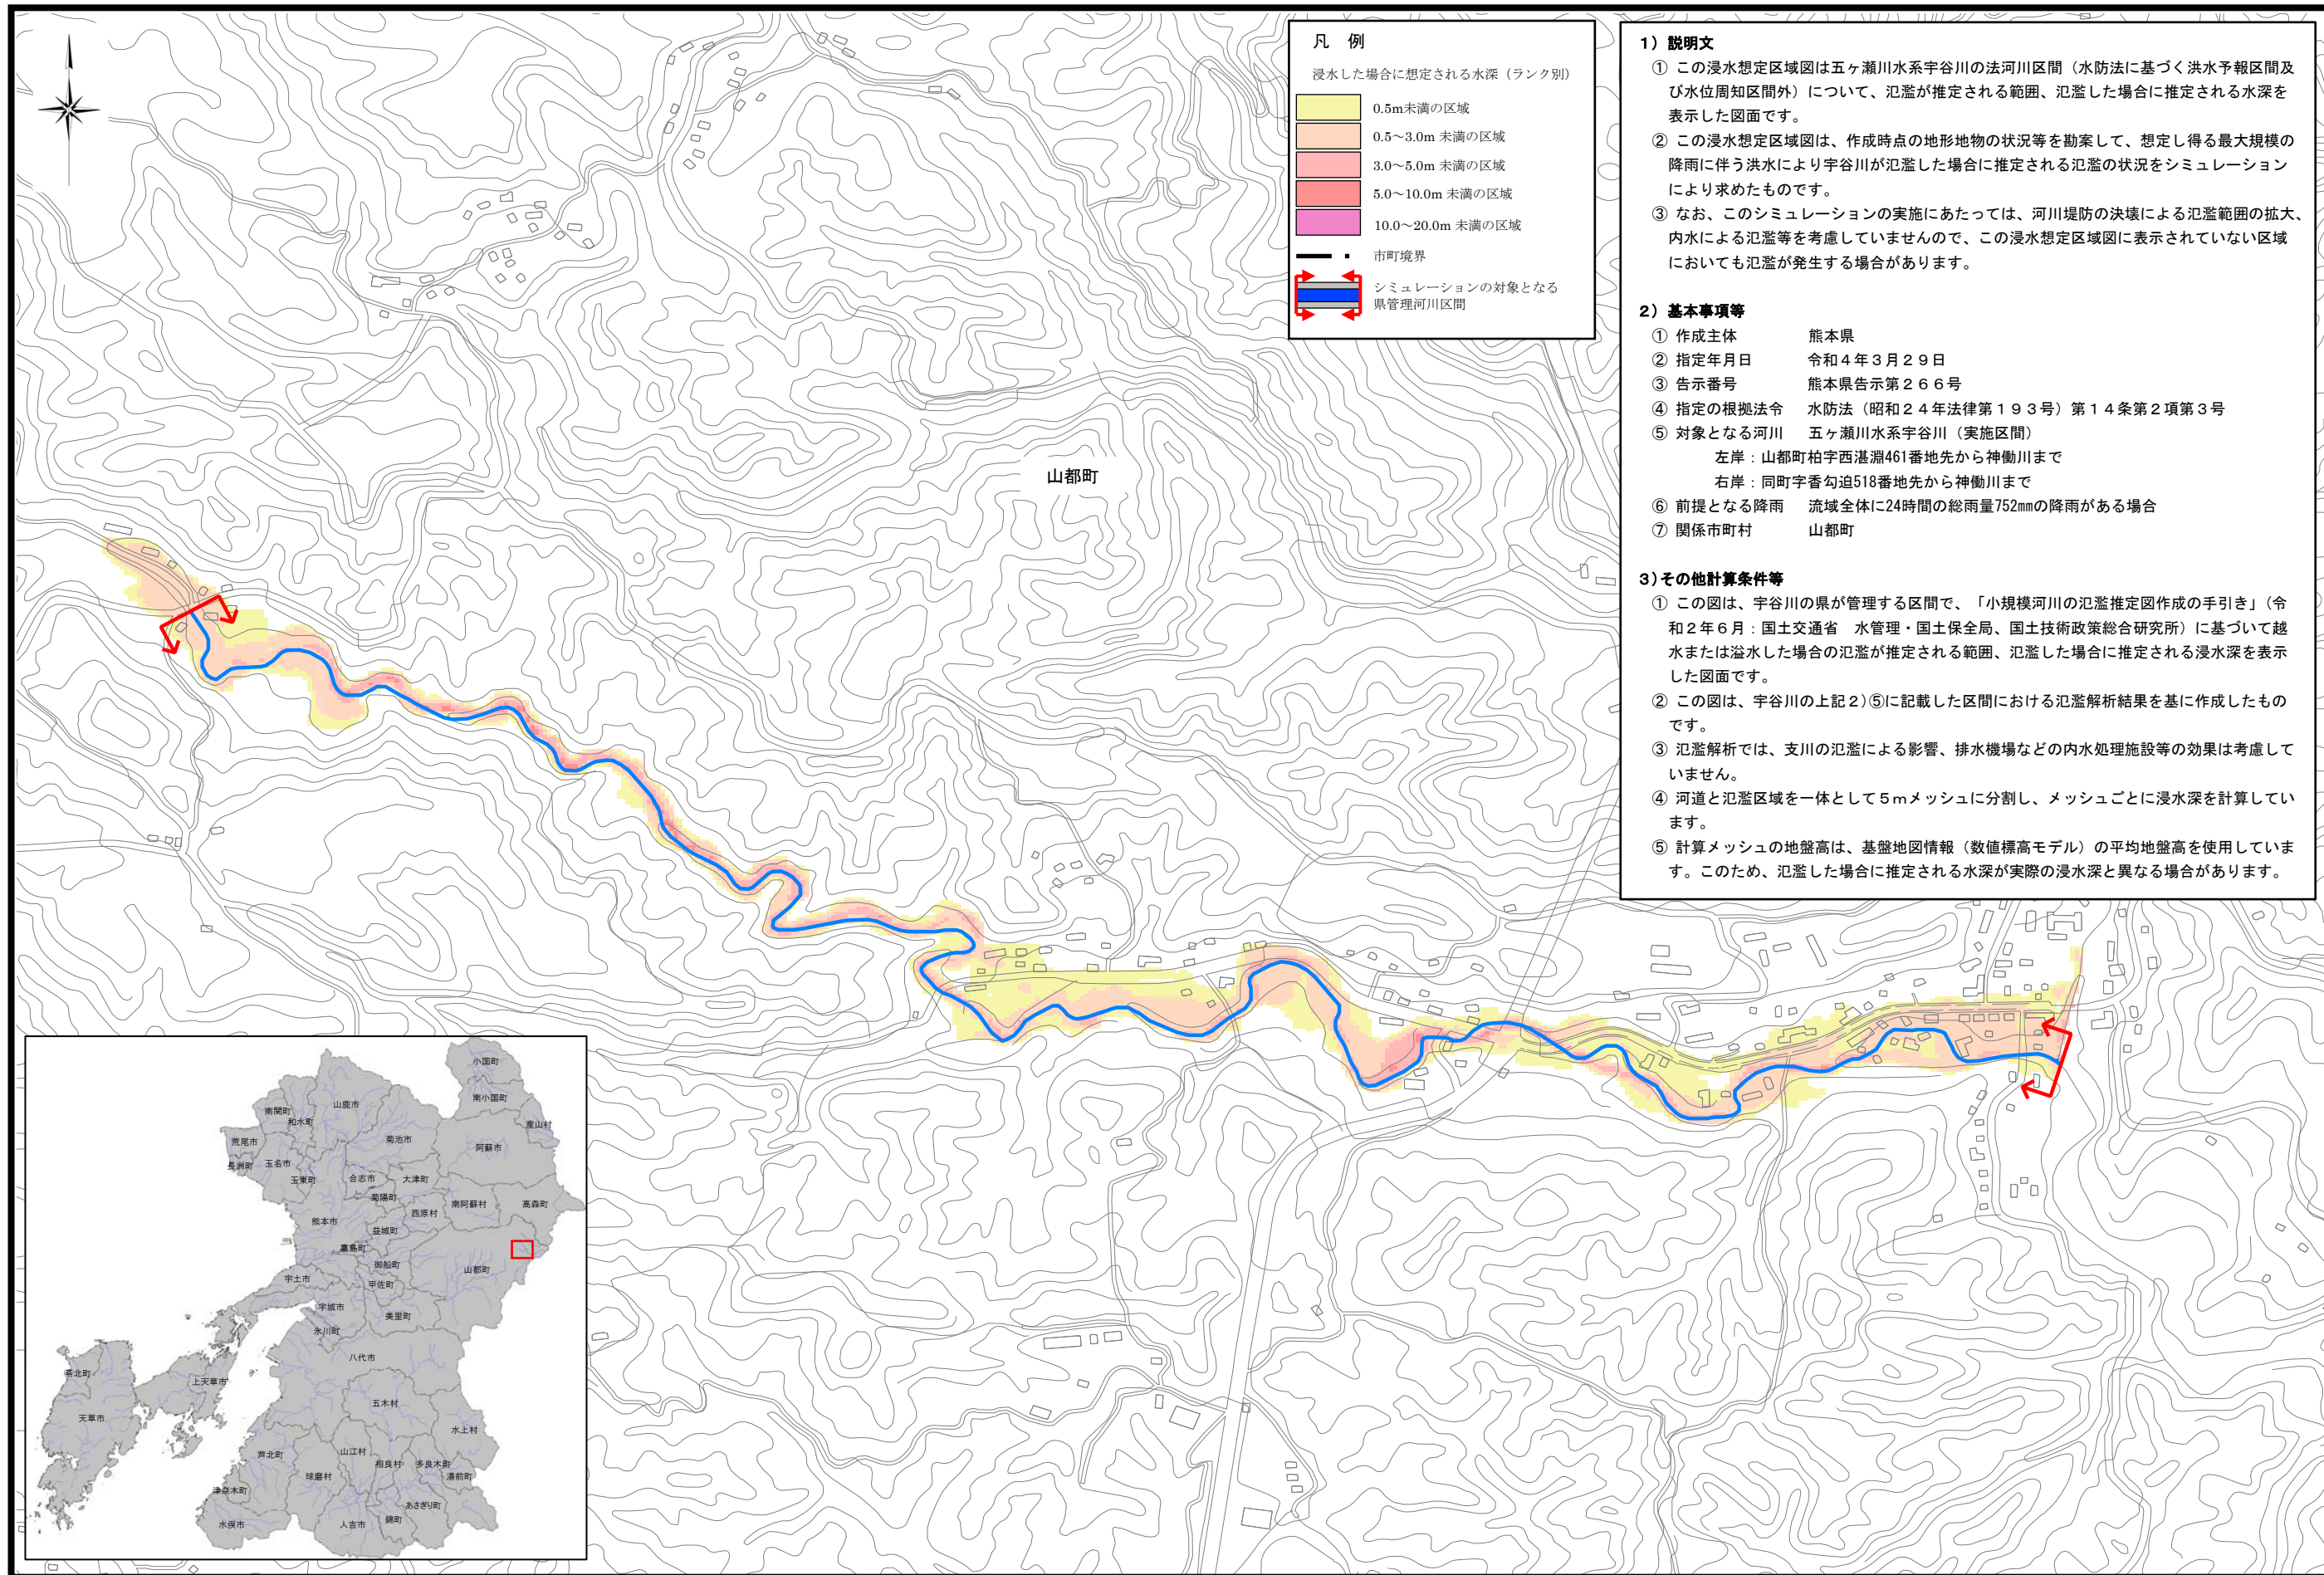 凡　例
浸水した場合に想定される水深（ランク別）
0.5m未満の区域
0.5～3.0m 未満の区域
3.0～5.0m 未満の区域
5.0～10.0m 未満の区域
10.0～20.0m 未満の区域
市町境界
シミュレーションの対象となる
県管理河川区間
1）説明文
① この浸水想定区域図は五ヶ瀬川水系宇谷川の法河川区間（水防法に基づく洪水予報区間及
び水位周知区間外）について、氾濫が推定される範囲、氾濫した場合に推定される水深を
表示した図面です。
② この浸水想定区域図は、作成時点の地形地物の状況等を勘案して、想定し得る最大規模の
降雨に伴う洪水により宇谷川が氾濫した場合に推定される氾濫の状況をシミュレーション
により求めたものです。
③ なお、このシミュレーションの実施にあたっては、河川堤防の決壊による氾濫範囲の拡大、
内水による氾濫等を考慮していませんので、この浸水想定区域図に表示されていない区域
においても氾濫が発生する場合があります。
2）基本事項等
① 作成主体　熊本県
② 指定年月日　令和４年３月２９日
③ 告示番号　熊本県告示第２６６号
④ 指定の根拠法令　水防法（昭和２４年法律第１９３号）第１４条第２項第３号
⑤ 対象となる河川　五ヶ瀬川水系宇谷川（実施区間）
左岸：山都町柏字西湛淵461番地先から神働川まで
右岸：同町字香勾迫518番地先から神働川まで
⑥ 前提となる降雨　流域全体に24時間の総雨量752mmの降雨がある場合
⑦ 関係市町村　山都町
3)その他計算条件等
① この図は、宇谷川の県が管理する区間で、「小規模河川の氾濫推定図作成の手引き」（令
和２年６月：国土交通省　水管理・国土保全局、国土技術政策総合研究所）に基づいて越
水または溢水した場合の氾濫が推定される範囲、氾濫した場合に推定される浸水深を表示
した図面です。
② この図は、宇谷川の上記２)⑤に記載した区間における氾濫解析結果を基に作成したもの
です。
③ 氾濫解析では、支川の氾濫による影響、排水機場などの内水処理施設等の効果は考慮して
いません。
④ 河道と氾濫区域を一体として５ｍメッシュに分割し、メッシュごとに浸水深を計算してい
ます。
⑤ 計算メッシュの地盤高は、基盤地図情報（数値標高モデル）の平均地盤高を使用していま
す。このため、氾濫した場合に推定される水深が実際の浸水深と異なる場合があります。
山都町
小国町
南小国町
産山村
南関町
山鹿市
和水町
菊池市
荒尾市
阿蘇市
長洲町
玉名市
玉東町
合志市
大津町
菊陽町
西原村
南阿蘇村
高森町
熊本市
益城町
嘉島町
御船町
山都町
宇土市
甲佐町
宇城市
美里町
氷川町
八代市
苓北町
上天草市
天草市
五木村
水上村
芦北町
山江村
相良村
多良木町
球磨村
湯前町
津奈木町
あさぎり町
水俣市
人吉市
錦町